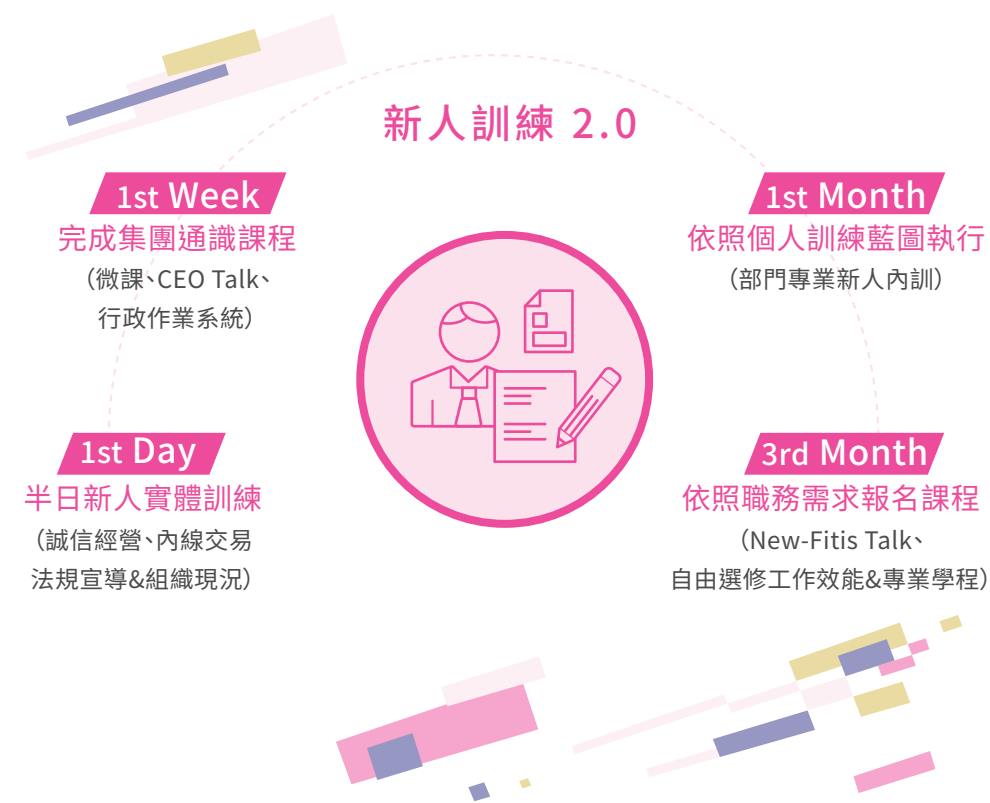 新人訓練 2.0
1st Week
完成集團通識課程
（微課、CEO Talk、
行政作業系統）
1st Month
依照個人訓練藍圖執行
（部門專業新人內訓）
1st Day
半日新人實體訓練
（誠信經營、內線交易
法規宣導&組織現況）
3rd Month
依照職務需求報名課程
（New-Fitis Talk、
自由選修工作效能&專業學程）